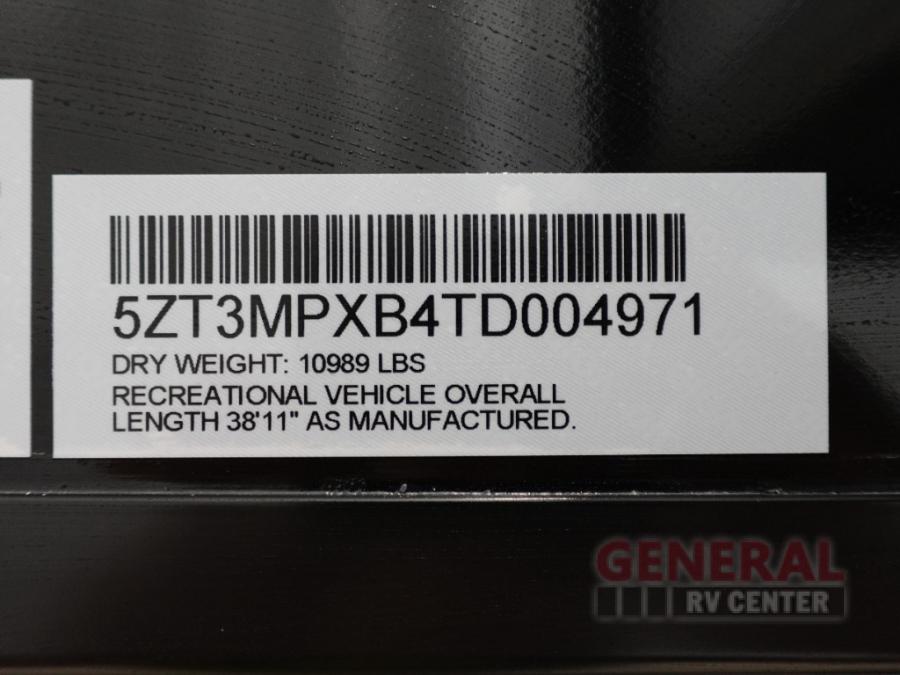 5ZT3MPXB4TD004971
DRY WEIGHT: 10989 LBS
RECREATIONAL VEHICLE OVERALL
LENGTH 38'11" AS MANUFACTURED.
GENERAL
RV CENTER